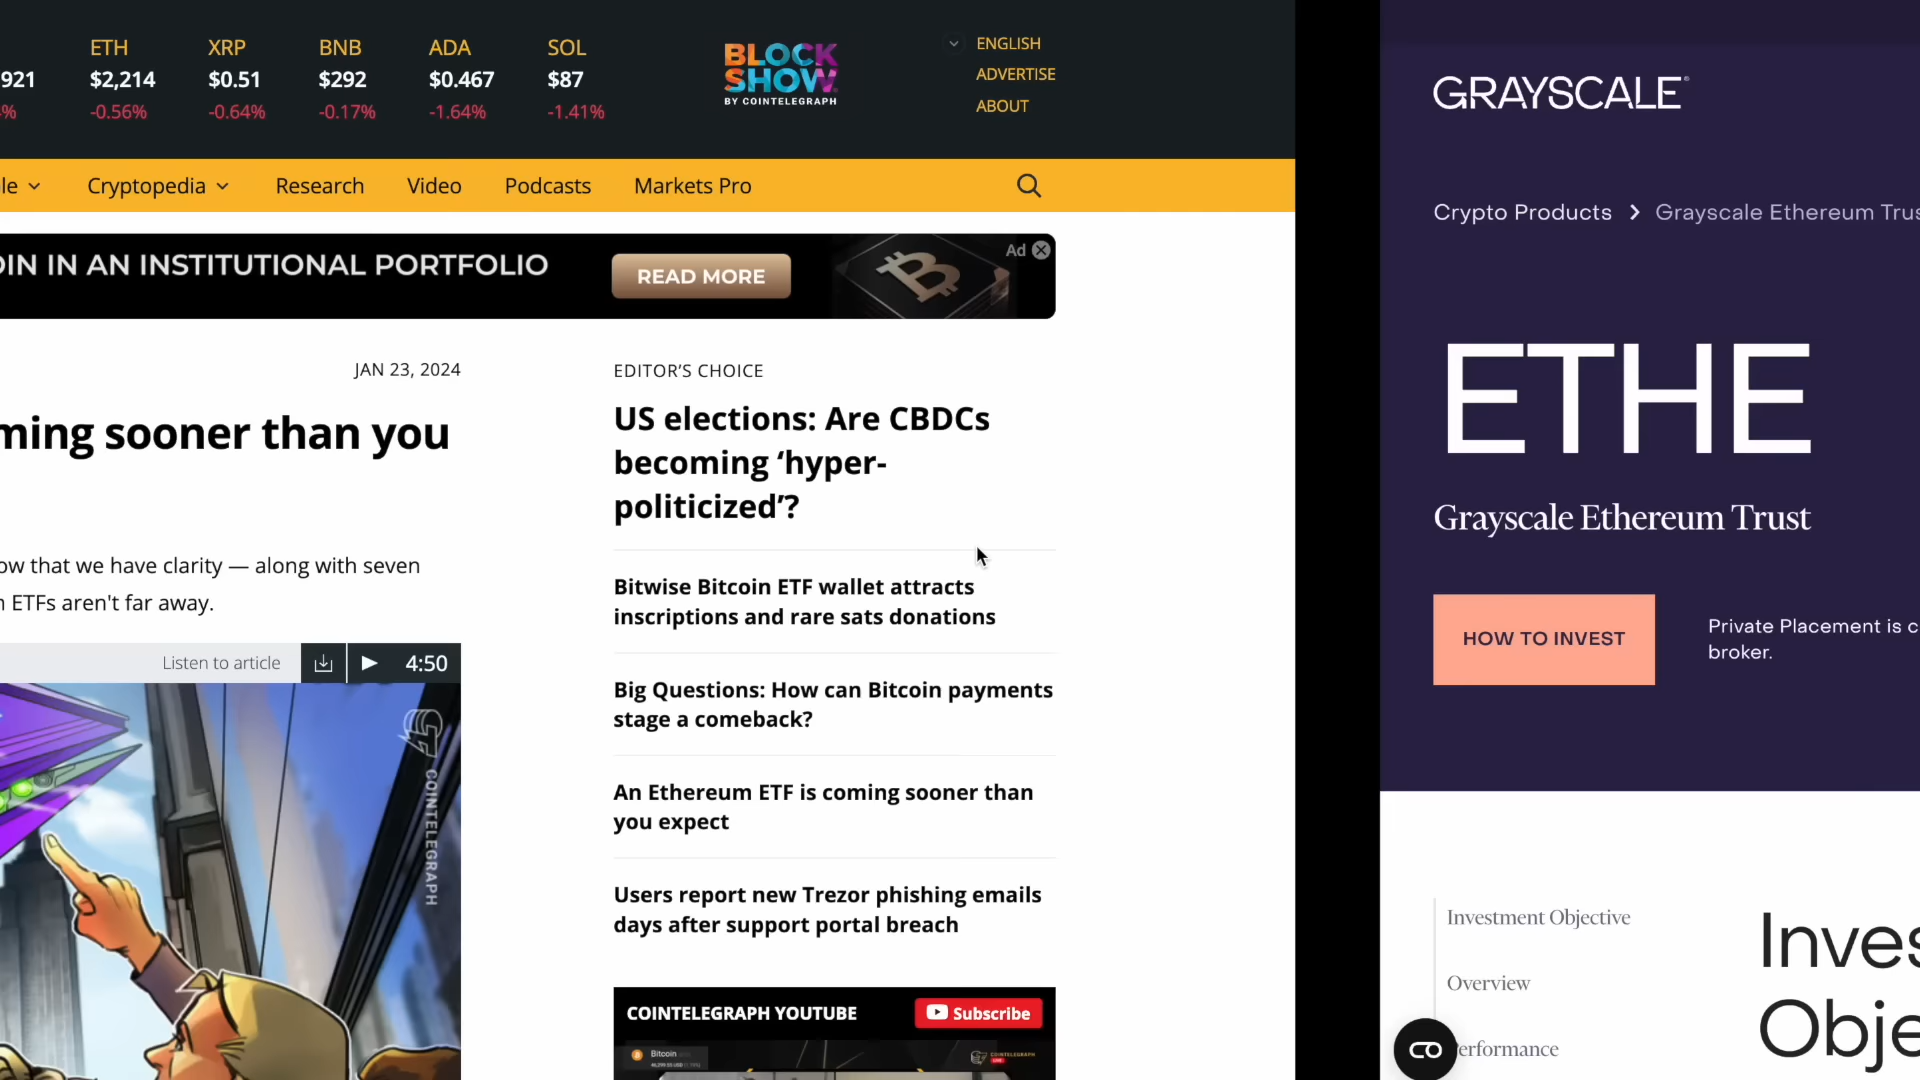 ETH XRP BNB ADA SOL
921 $2,214 $0.51 $292 $0.467 $87
% -0.56% -0.64% -0.17% -1.64% -1.41%
BLOCK
SHOW
BY COINTELEGRAPH
ENGLISH
ADVERTISE
ABOUT
le Cryptopedia Research Video Podcasts Markets Pro
OIN IN AN INSTITUTIONAL PORTFOLIO
READ MORE
Ad
JAN 23, 2024
ming sooner than you
ow that we have clarity — along with seven
n ETFs aren't far away.
Listen to article 4:50
COINTELEGRAPH
EDITOR’S CHOICE
US elections: Are CBDCs
becoming ‘hyper-
politicized’?
Bitwise Bitcoin ETF wallet attracts
inscriptions and rare sats donations
Big Questions: How can Bitcoin payments
stage a comeback?
An Ethereum ETF is coming sooner than
you expect
Users report new Trezor phishing emails
days after support portal breach
COINTELEGRAPH YOUTUBE
Subscribe
Bitcoin
COINTELEGRAPH
LIVE
GRAYSCALE®
Crypto Products > Grayscale Ethereum Trus
ETHE
Grayscale Ethereum Trust
HOW TO INVEST
Private Placement is c
broker.
Investment Objective
Overview
erformance
Inves
Obje